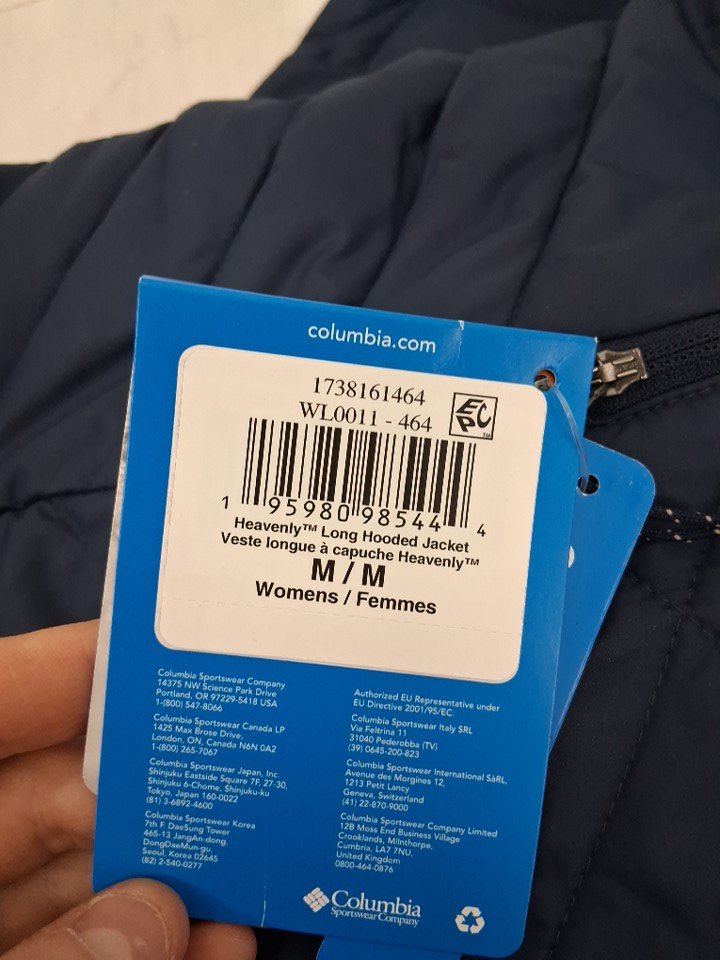 columbia.com
1738161464
WL0011 - 464
ECPC™
1 95980 98544 4
Heavenly™ Long Hooded Jacket
Veste longue à capuche Heavenly™
M / M
Womens / Femmes
Columbia Sportswear Company
14375 NW Science Park Drive
Portland, OR 97229-5418 USA
1-(800) 547-8066
Columbia Sportswear Canada LP
1425 Max Brose Drive,
London, ON, Canada N6N 0A2
1-(800) 265-7067
Columbia Sportswear Japan, Inc.
Shinjuku Eastside Square 7F, 27-30,
Shinjuku 6-Chome, Shinjuku-ku
Tokyo, Japan 160-0022
(81) 3-6892-4600
Columbia Sportswear Korea
7th F. DaeSung Tower
465-13 JangAn-dong,
DongDaeMun-gu,
Seoul, Korea 02645
(82) 2-540-0277
Authorized EU Representative under
EU Directive 2001/95/EC.
Columbia Sportswear Italy SRL
Via Feltrina 11
31040 Pederobba (TV)
(39) 0645-200-823
Columbia Sportswear International SàRL,
Avenue des Morgines 12,
1213 Petit Lancy
Geneva, Switzerland
(41) 22-870-9000
Columbia Sportswear Company Limited
12B Moss End Business Village
Crooklands, Milnthorpe,
Cumbria, LA7 7NU,
United Kingdom
0800-464-0876
Columbia
Sportswear Company